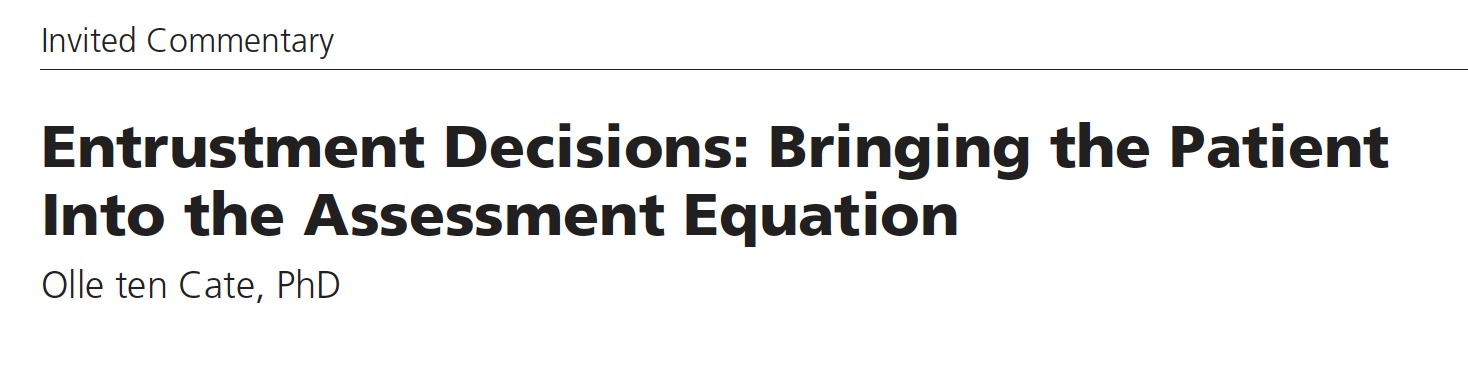 Invited Commentary
Entrustment Decisions: Bringing the Patient
Into the Assessment Equation
Olle ten Cate, PhD